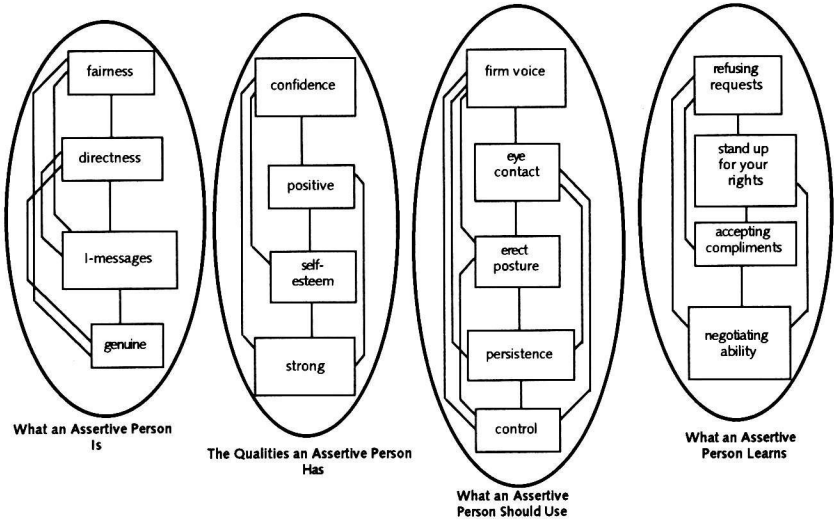 fairness
directness
I-messages
genuine
What an Assertive Person
Is
confidence
positive
self-
esteem
strong
The Qualities an Assertive Person
Has
firm voice
eye
contact
erect
posture
persistence
control
What an Assertive
Person Should Use
refusing
requests
stand up
for your
rights
accepting
compliments
negotiating
ability
What an Assertive
Person Learns